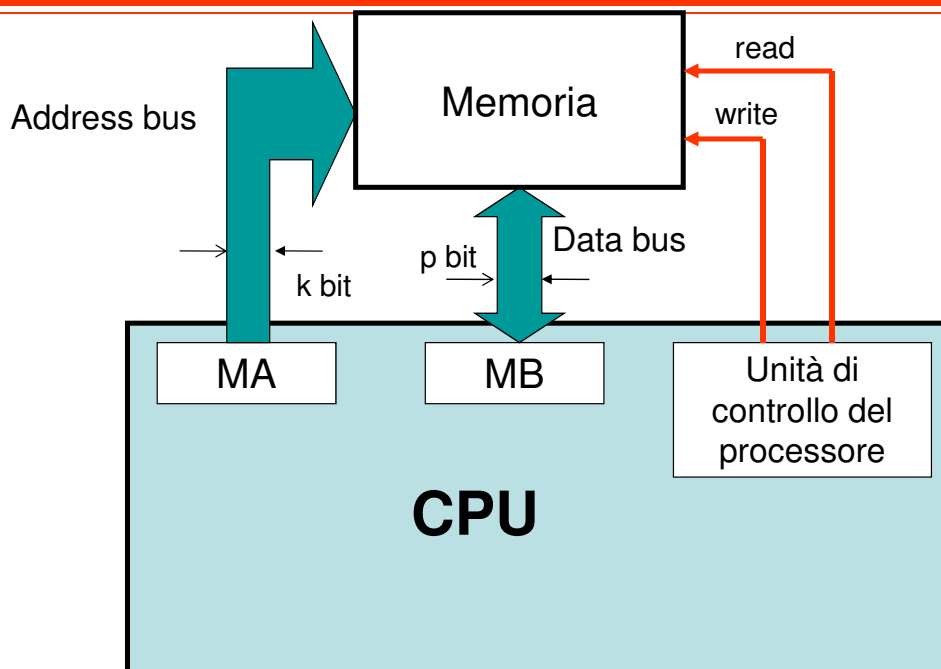 read
Memoria
Address bus
write
Data bus
p bit
k bit
MA
MB
Unità di
controllo del
processore
CPU